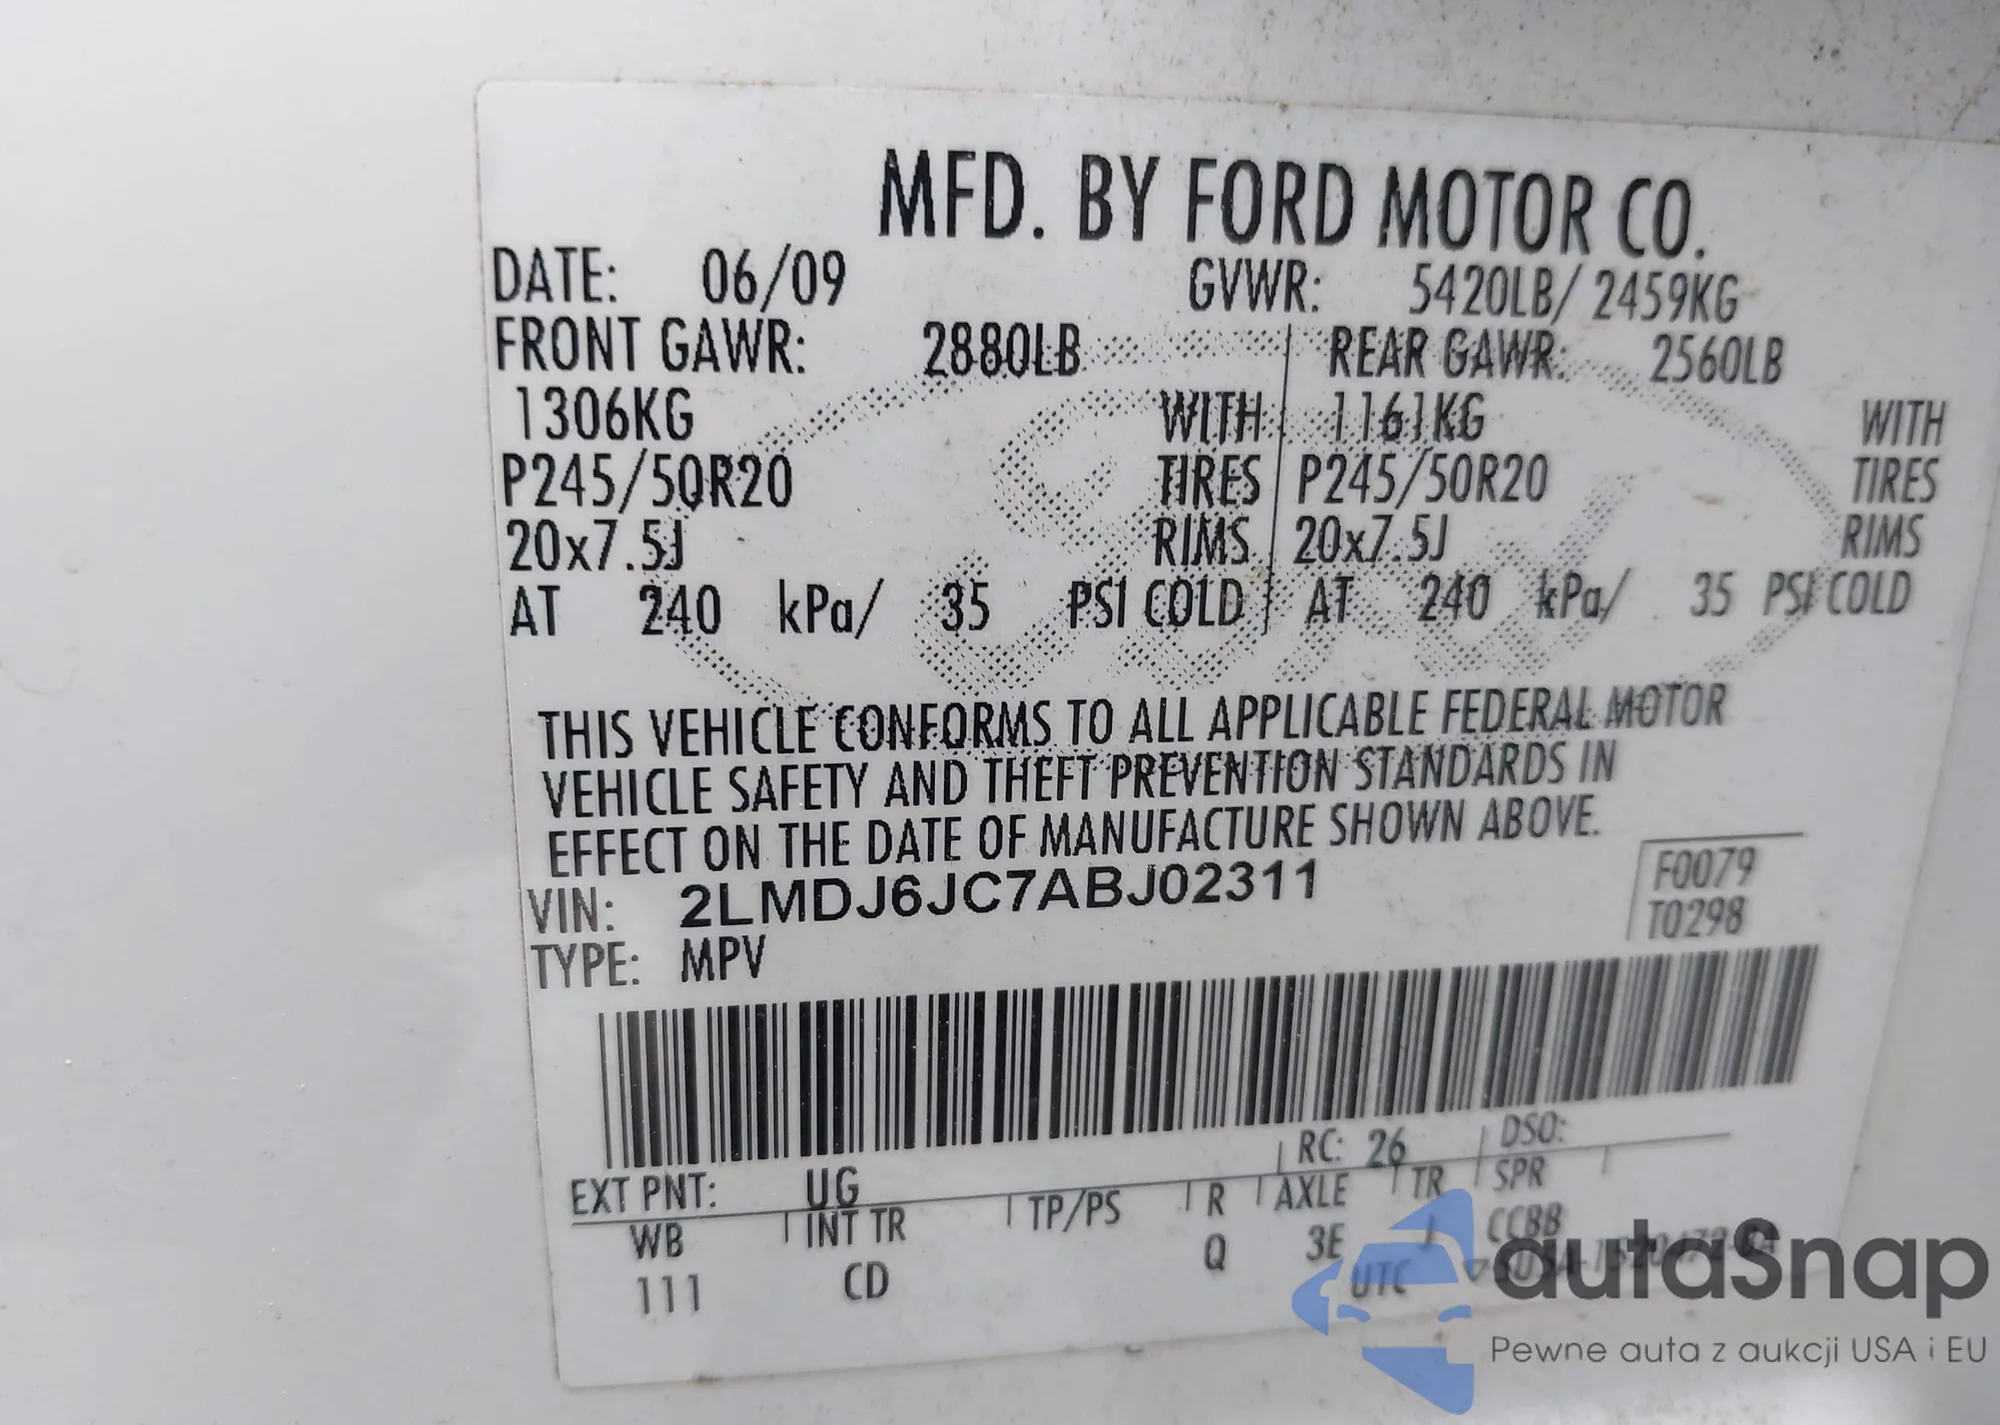 MFD. BY FORD MOTOR CO.
DATE: 06/09 GVWR: 5420LB/ 2459KG
FRONT GAWR: 2880LB REAR GAWR: 2560LB
1306KG WITH 1161KG WITH
P245/50R20 TIRES P245/50R20 TIRES
20x7.5J RIMS 20x7.5J RIMS
AT 240 kPa/ 35 PSI COLD AT 240 kPa/ 35 PSI COLD
THIS VEHICLE CONFORMS TO ALL APPLICABLE FEDERAL MOTOR
VEHICLE SAFETY AND THEFT PREVENTION STANDARDS IN
EFFECT ON THE DATE OF MANUFACTURE SHOWN ABOVE.
VIN: 2LMDJ6JC7ABJ02311 F0079
TYPE: MPV T0298
EXT PNT: UG RC: 26 DSO:
WB INT TR TP/PS R AXLE TR SPR
111 CD Q 3E J CCBB
UTC
autaSnap
Pewne auta z aukcji USA i EU